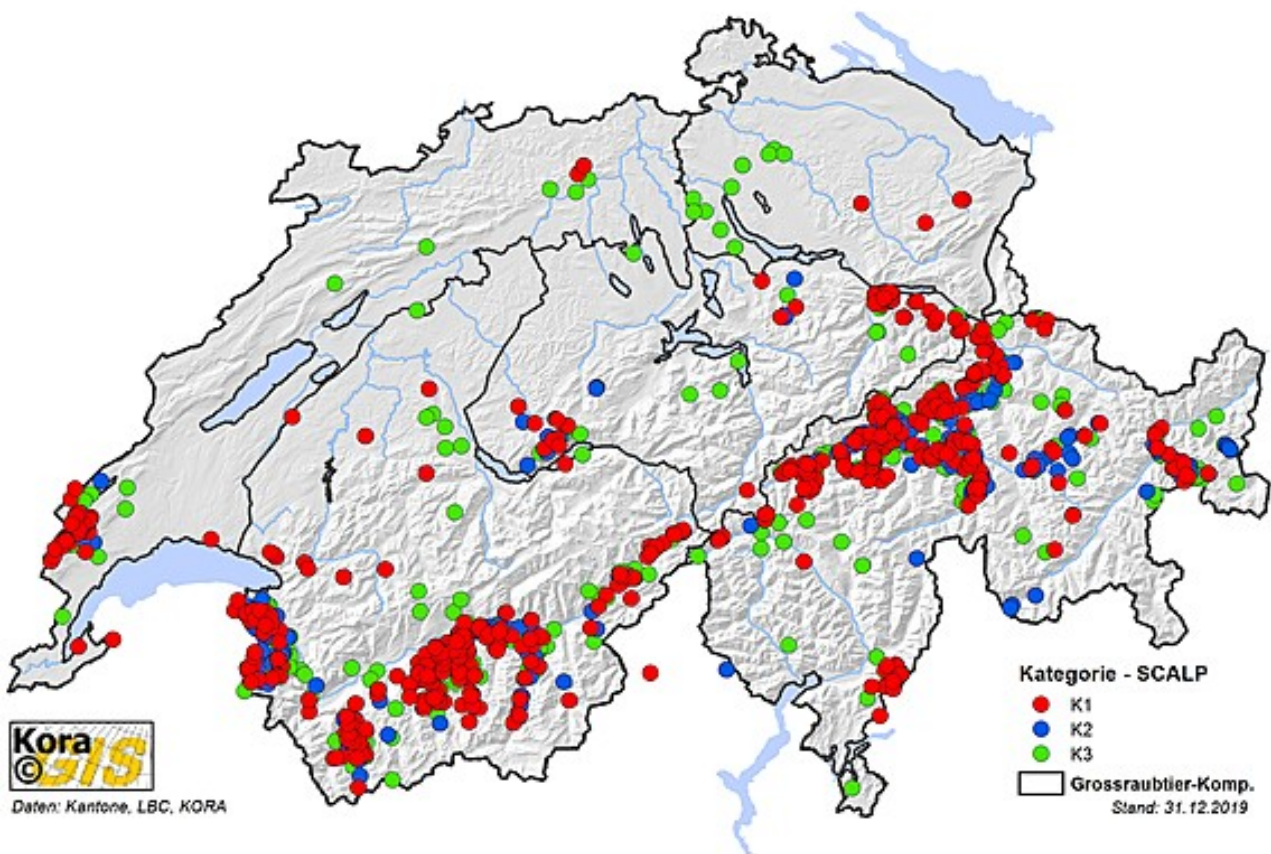 Kategorie - SCALP
K1
K2
K3
Grossraubtier-Komp.
Stand: 31.12.2019
Kora
© GIS
Daten: Kantone, LBC, KORA